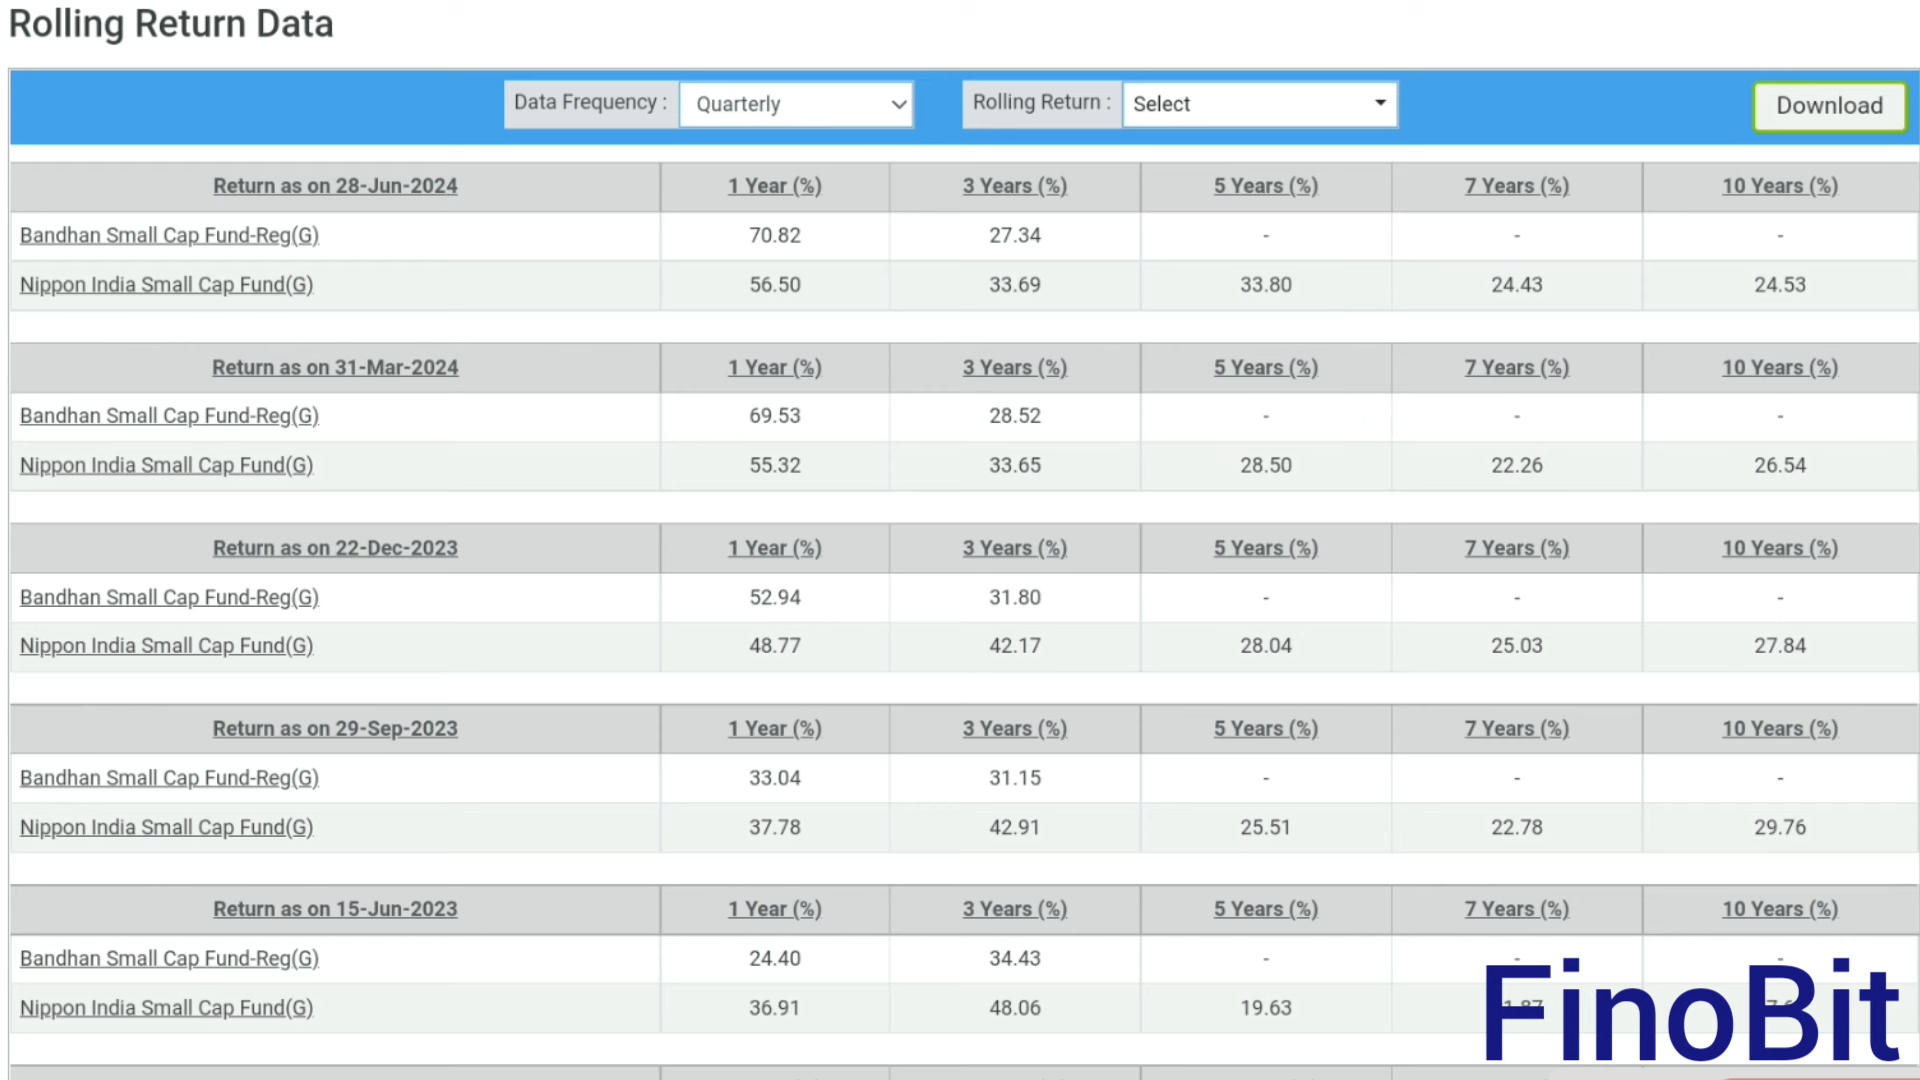 Rolling Return Data
Data Frequency : Quarterly Rolling Return : Select Download
Return as on 28-Jun-2024 1 Year (%) 3 Years (%) 5 Years (%) 7 Years (%) 10 Years (%)
Bandhan Small Cap Fund-Reg(G) 70.82 27.34 - - -
Nippon India Small Cap Fund(G) 56.50 33.69 33.80 24.43 24.53
Return as on 31-Mar-2024 1 Year (%) 3 Years (%) 5 Years (%) 7 Years (%) 10 Years (%)
Bandhan Small Cap Fund-Reg(G) 69.53 28.52 - - -
Nippon India Small Cap Fund(G) 55.32 33.65 28.50 22.26 26.54
Return as on 22-Dec-2023 1 Year (%) 3 Years (%) 5 Years (%) 7 Years (%) 10 Years (%)
Bandhan Small Cap Fund-Reg(G) 52.94 31.80 - - -
Nippon India Small Cap Fund(G) 48.77 42.17 28.04 25.03 27.84
Return as on 29-Sep-2023 1 Year (%) 3 Years (%) 5 Years (%) 7 Years (%) 10 Years (%)
Bandhan Small Cap Fund-Reg(G) 33.04 31.15 - - -
Nippon India Small Cap Fund(G) 37.78 42.91 25.51 22.78 29.76
Return as on 15-Jun-2023 1 Year (%) 3 Years (%) 5 Years (%) 7 Years (%) 10 Years (%)
Bandhan Small Cap Fund-Reg(G) 24.40 34.43 - - -
Nippon India Small Cap Fund(G) 36.91 48.06 19.63
FinoBit